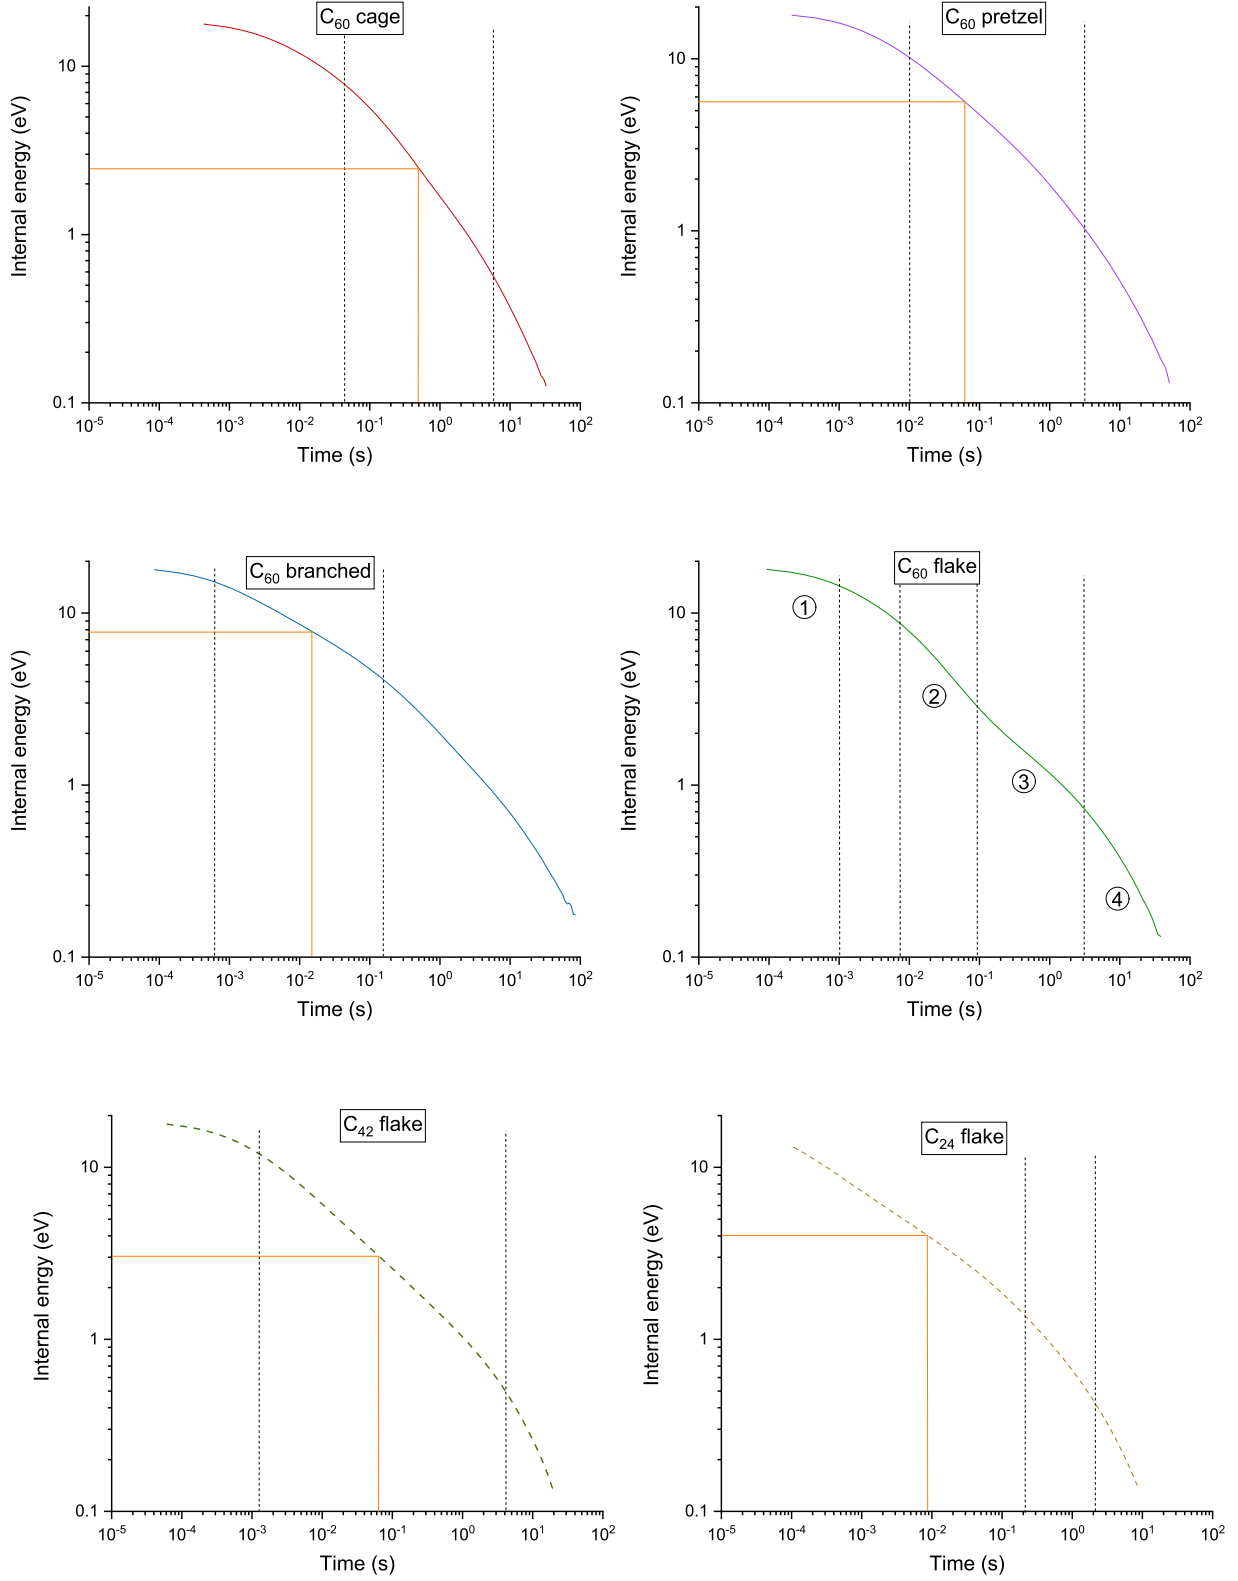 C60 cage
Internal energy (eV)
10
1
0.1
10-5 10-4 10-3 10-2 10-1 100 101 102
Time (s)
C60 pretzel
Internal energy (eV)
10
1
0.1
10-5 10-4 10-3 10-2 10-1 100 101 102
Time (s)
C60 branched
Internal energy (eV)
10
1
0.1
10-5 10-4 10-3 10-2 10-1 100 101 102
Time (s)
C60 flake
Internal energy (eV)
10
1
0.1
1
2
3
4
10-5 10-4 10-3 10-2 10-1 100 101 102
Time (s)
C42 flake
Internal enrgy (eV)
10
1
0.1
10-5 10-4 10-3 10-2 10-1 100 101 102
Time (s)
C24 flake
Internal energy (eV)
10
1
0.1
10-5 10-4 10-3 10-2 10-1 100 101 102
Time (s)